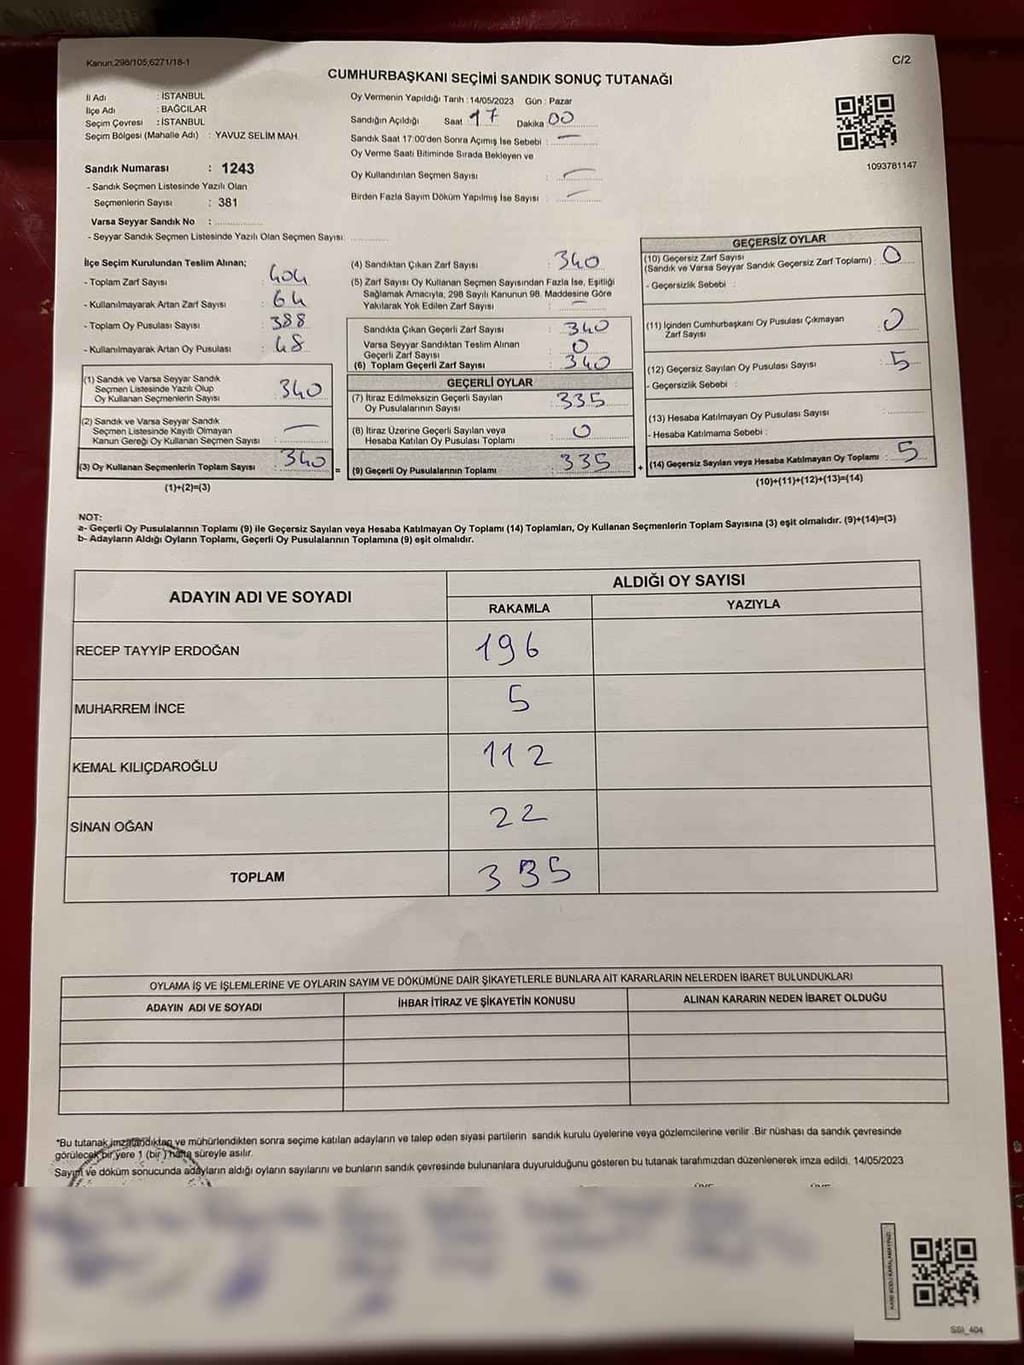 Kanun,298/105;6271/18-1
C/2
CUMHURBAŞKANI SEÇİMİ SANDIK SONUÇ TUTANAĞI
İl Adı : İSTANBUL
İlçe Adı : BAĞCILAR
Seçim Çevresi : İSTANBUL
Seçim Bölgesi (Mahalle Adı) : YAVUZ SELİM MAH.
Sandık Numarası : 1243
- Sandık Seçmen Listesinde Yazılı Olan
Seçmenlerin Sayısı : 381
Varsa Seyyar Sandık No :
- Seyyar Sandık Seçmen Listesinde Yazılı Olan Seçmen Sayısı:
Oy Vermenin Yapıldığı Tarih :14/05/2023 Gün : Pazar
Sandığın Açıldığı Saat 17 Dakika 00
Sandık Saat 17:00'den Sonra Açımış İse Sebebi : —
Oy Verme Saati Bitiminde Sırada Bekleyen ve
Oy Kullandırılan Seçmen Sayısı : —
Birden Fazla Sayım Döküm Yapılmış İse Sayısı : —
1093781147
İlçe Seçim Kurulundan Teslim Alınan;
- Toplam Zarf Sayısı : 404
- Kullanılmayarak Artan Zarf Sayısı : 64
- Toplam Oy Pusulası Sayısı : 388
- Kullanılmayarak Artan Oy Pusulası : 48
(1) Sandık ve Varsa Seyyar Sandık
Seçmen Listesinde Yazılı Olup
Oy Kullanan Seçmenlerin Sayısı : 340
(2) Sandık ve Varsa Seyyar Sandık
Seçmen Listesinde Kayıtlı Olmayan
Kanun Gereği Oy Kullanan Seçmen Sayısı : —
(3) Oy Kullanan Seçmenlerin Toplam Sayısı : 340
(1)+(2)=(3)
(4) Sandıktan Çıkan Zarf Sayısı : 340
(5) Zarf Sayısı Oy Kullanan Seçmen Sayısından Fazla İse, Eşitliği
Sağlamak Amacıyla; 298 Sayılı Kanunun 98. Maddesine Göre
Yakılarak Yok Edilen Zarf Sayısı : —
Sandıkta Çıkan Geçerli Zarf Sayısı : 340
Varsa Seyyar Sandıktan Teslim Alınan
Geçerli Zarf Sayısı : 0
(6) Toplam Geçerli Zarf Sayısı : 340
GEÇERLİ OYLAR
(7) İtiraz Edilmeksizin Geçerli Sayılan
Oy Pusulalarının Sayısı : 335
(8) İtiraz Üzerine Geçerli Sayılan veya
Hesaba Katılan Oy Pusulası Toplamı : 0
= (9) Geçerli Oy Pusulalarının Toplamı : 335
GEÇERSİZ OYLAR
(10) Geçersiz Zarf Sayısı
(Sandık ve Varsa Seyyar Sandık Geçersiz Zarf Toplamı) : 0
- Geçersizlik Sebebi :
(11) İçinden Cumhurbaşkanı Oy Pusulası Çıkmayan
Zarf Sayısı : 0
(12) Geçersiz Sayılan Oy Pusulası Sayısı : 5
- Geçersizlik Sebebi :
(13) Hesaba Katılmayan Oy Pusulası Sayısı :
- Hesaba Katılmama Sebebi :
+ (14) Geçersiz Sayılan veya Hesaba Katılmayan Oy Toplamı : 5
(10)+(11)+(12)+(13)=(14)
NOT:
a- Geçerli Oy Pusulalarının Toplamı (9) ile Geçersiz Sayılan veya Hesaba Katılmayan Oy Toplamı (14) Toplamları, Oy Kullanan Seçmenlerin Toplam Sayısına (3) eşit olmalıdır. (9)+(14)=(3)
b- Adayların Aldığı Oyların Toplamı, Geçerli Oy Pusulalarının Toplamına (9) eşit olmalıdır.
ADAYIN ADI VE SOYADI ALDIĞI OY SAYISI
RAKAMLA YAZIYLA
RECEP TAYYİP ERDOĞAN 196
MUHARREM İNCE 5
KEMAL KILIÇDAROĞLU 112
SİNAN OĞAN 22
TOPLAM 335
OYLAMA İŞ VE İŞLEMLERİNE VE OYLARIN SAYIM VE DÖKÜMÜNE DAİR ŞİKAYETLERLE BUNLARA AİT KARARLARIN NELERDEN İBARET BULUNDUKLARI
ADAYIN ADI VE SOYADI İHBAR İTİRAZ VE ŞİKAYETİN KONUSU ALINAN KARARIN NEDEN İBARET OLDUĞU
*Bu tutanak imzalandıktan ve mühürlendikten sonra seçime katılan adayların ve talep eden siyasi partilerin sandık kurulu üyelerine veya gözlemcilerine verilir .Bir nüshası da sandık çevresinde
görülecek bir yere 1 (bir ) hafta süreyle asılır.
Sayım ve döküm sonucunda adayların aldığı oyların sayılarını ve bunların sandık çevresinde bulunanlara duyurulduğunu gösteren bu tutanak tarafımızdan düzenlenerek imza edildi. 14/05/2023
SSI_404